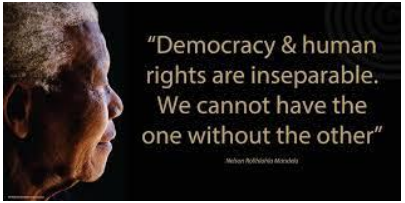 “Democracy & human
rights are inseparable.
We cannot have the
one without the other”
Nelson Rolihlahla Mandela